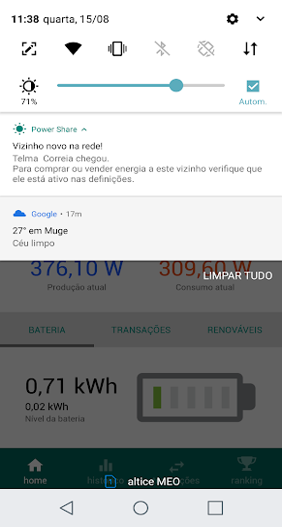 11:38 quarta, 15/08
71%
Autom.
Power Share
Vizinho novo na rede!
Telma Correia chegou.
Para comprar ou vender energia a este vizinho verifique que
ele está ativo nas definições.
Google • 17m
27° em Muge
Céu limpo
LIMPAR TUDO
376,10 W 309,60 W
Produção atual Consumo atual
BATERIA TRANSAÇÕES RENOVÁVEIS
0,71 kWh
0,02 kWh
Nível da bateria
altice MEO
home ranking